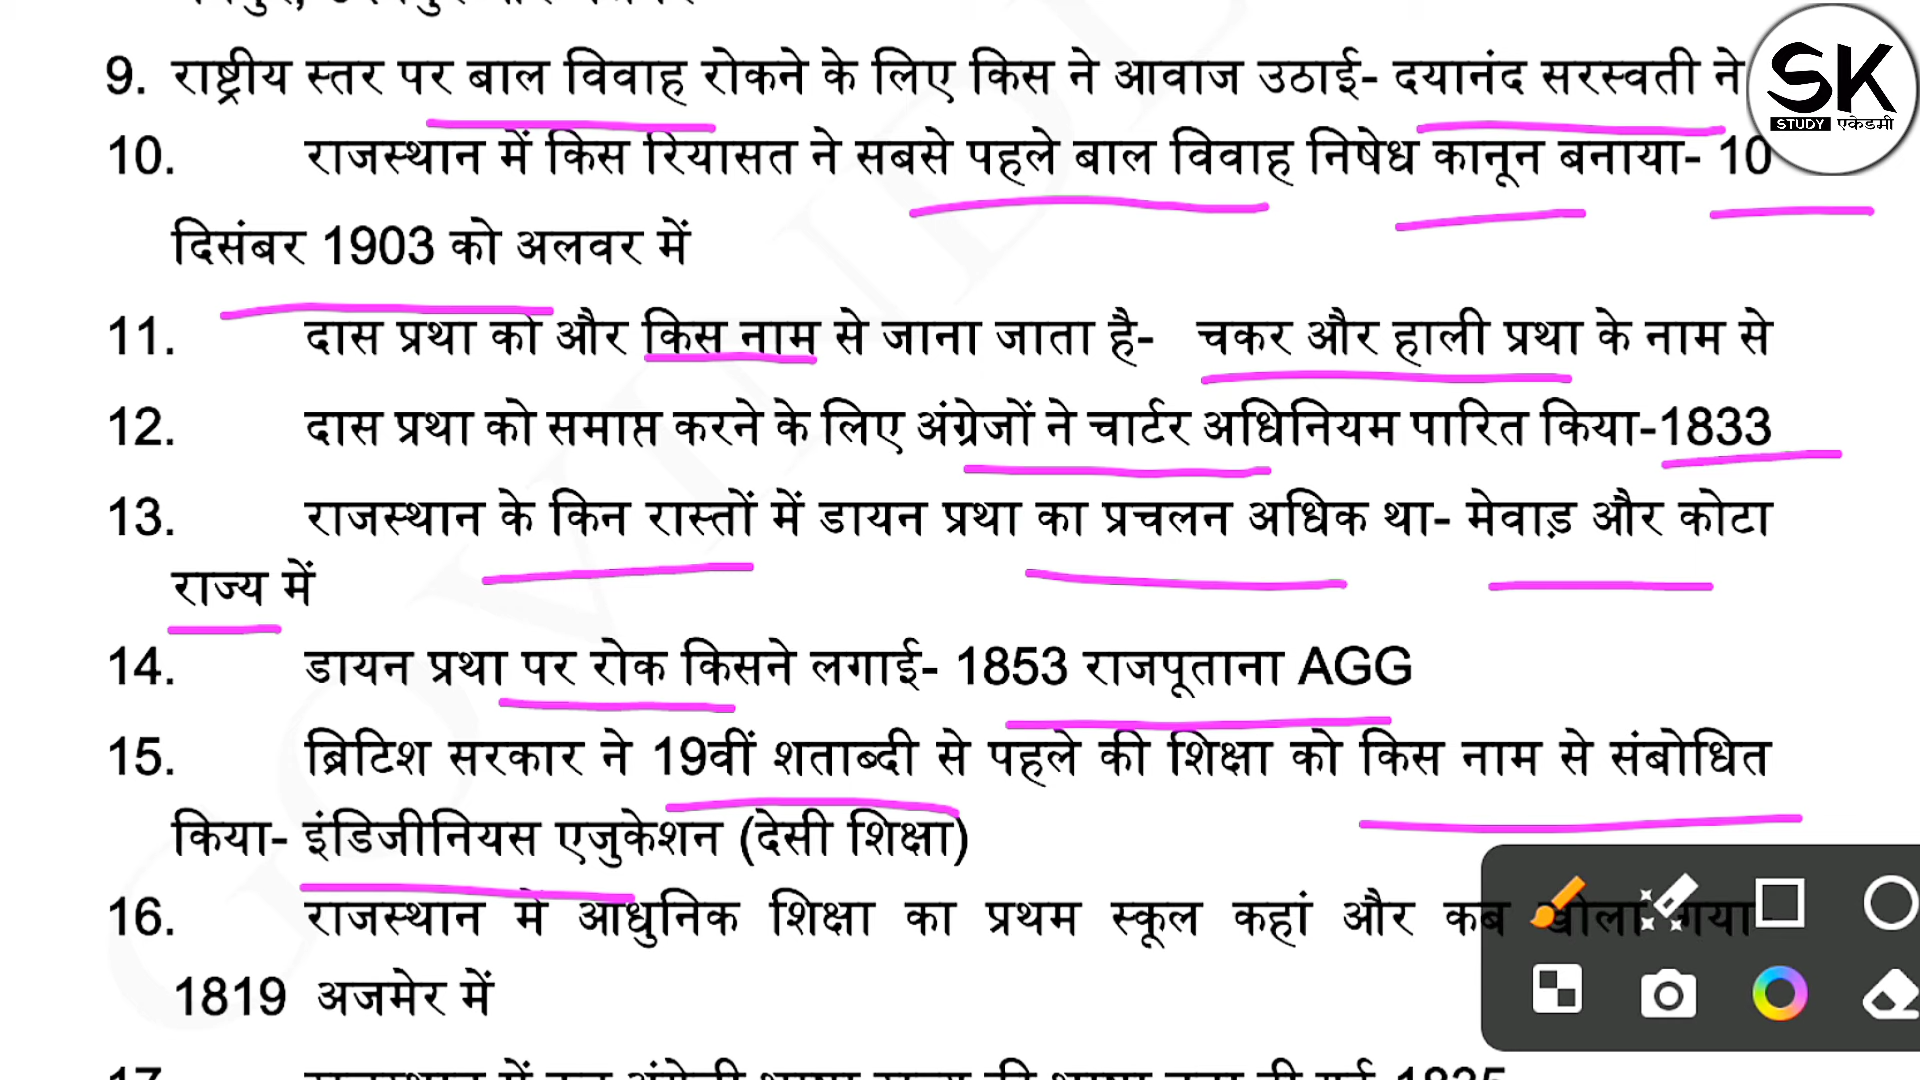 9. राष्ट्रीय स्तर पर बाल विवाह रोकने के लिए किस ने आवाज उठाई- दयानंद सरस्वती ने
SK
STUDY एकेडमी
10. राजस्थान में किस रियासत ने सबसे पहले बाल विवाह निषेध कानून बनाया- 10
दिसंबर 1903 को अलवर में
11. दास प्रथा को और किस नाम से जाना जाता है- चकर और हाली प्रथा के नाम से
12. दास प्रथा को समाप्त करने के लिए अंग्रेजों ने चार्टर अधिनियम पारित किया-1833
13. राजस्थान के किन रास्तों में डायन प्रथा का प्रचलन अधिक था- मेवाड़ और कोटा
राज्य में
14. डायन प्रथा पर रोक किसने लगाई- 1853 राजपूताना AGG
15. ब्रिटिश सरकार ने 19वीं शताब्दी से पहले की शिक्षा को किस नाम से संबोधित
किया- इंडिजीनियस एजुकेशन (देसी शिक्षा)
16. राजस्थान में आधुनिक शिक्षा का प्रथम स्कूल कहां और कब खोला गया-
1819 अजमेर में